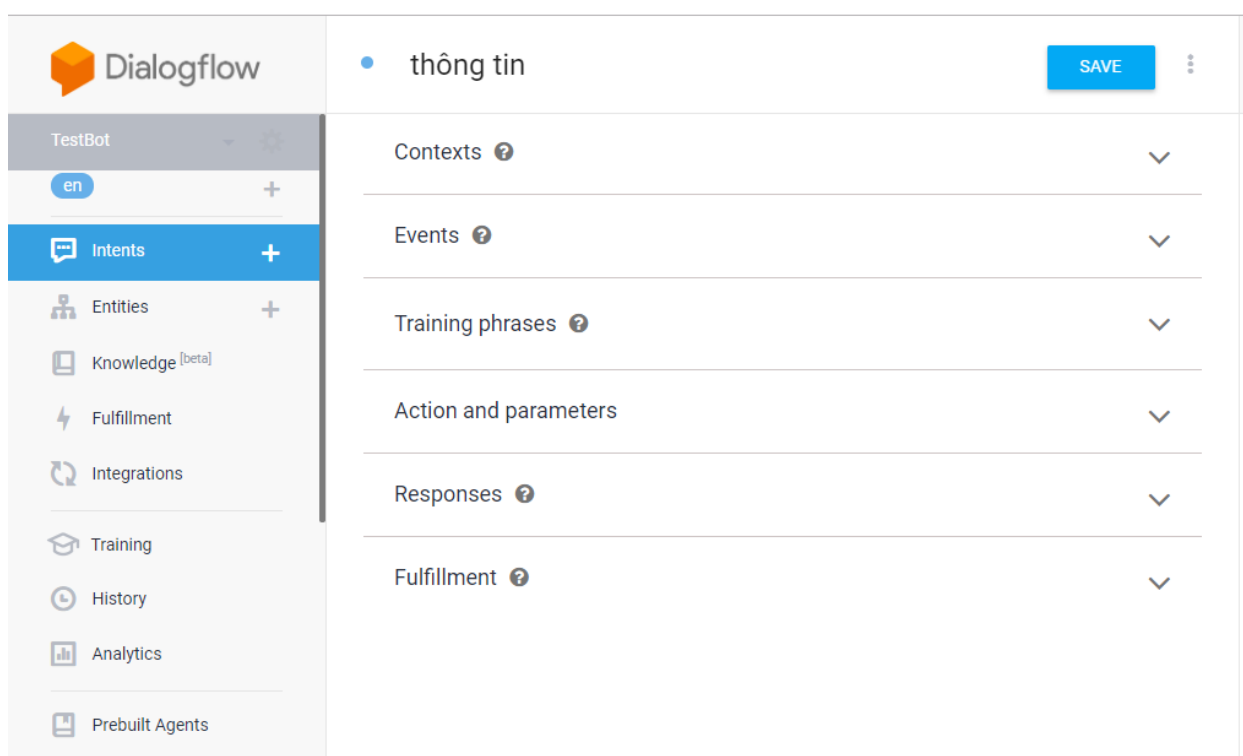 Dialogflow
thông tin
SAVE
TestBot
en
Intents
Entities
Knowledge [beta]
Fulfillment
Integrations
Training
History
Analytics
Prebuilt Agents
Contexts
Events
Training phrases
Action and parameters
Responses
Fulfillment